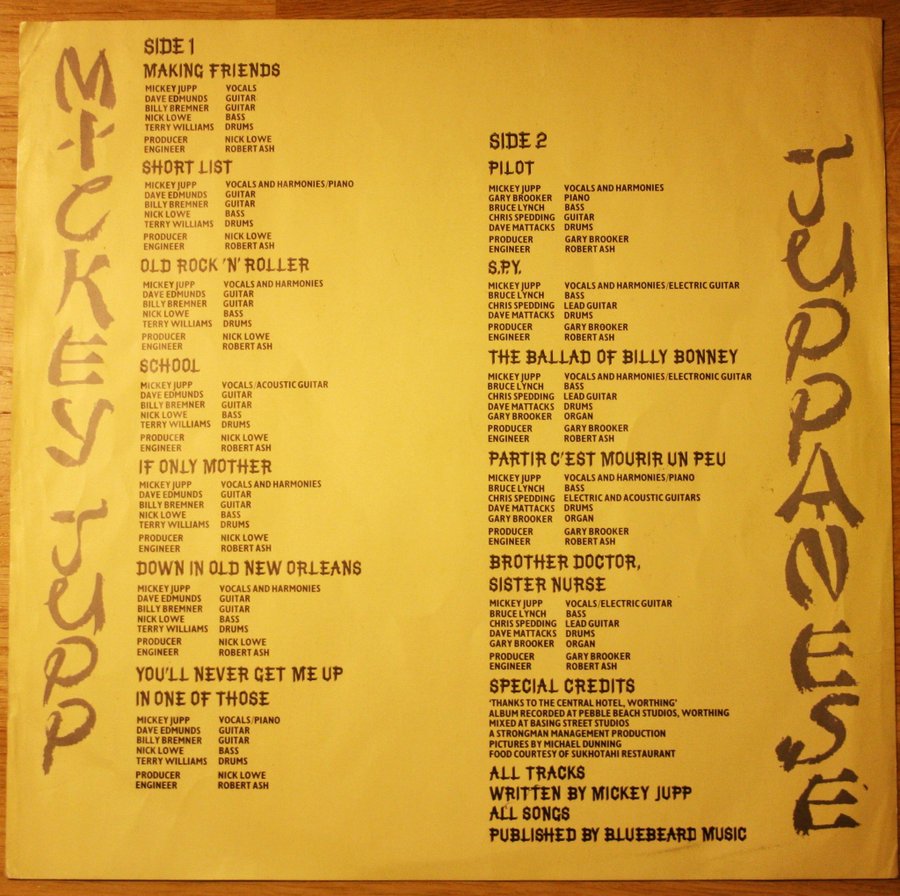 MICKEY JUPP
SIDE 1
MAKING FRIENDS
MICKEY JUPP VOCALS
DAVE EDMUNDS GUITAR
BILLY BREMNER GUITAR
NICK LOWE BASS
TERRY WILLIAMS DRUMS
PRODUCER NICK LOWE
ENGINEER ROBERT ASH
SHORT LIST
MICKEY JUPP VOCALS AND HARMONIES/PIANO
DAVE EDMUNDS GUITAR
BILLY BREMNER GUITAR
NICK LOWE BASS
TERRY WILLIAMS DRUMS
PRODUCER NICK LOWE
ENGINEER ROBERT ASH
OLD ROCK 'N' ROLLER
MICKEY JUPP VOCALS AND HARMONIES
DAVE EDMUNDS GUITAR
BILLY BREMNER GUITAR
NICK LOWE BASS
TERRY WILLIAMS DRUMS
PRODUCER NICK LOWE
ENGINEER ROBERT ASH
SCHOOL
MICKEY JUPP VOCALS/ACOUSTIC GUITAR
DAVE EDMUNDS GUITAR
BILLY BREMNER GUITAR
NICK LOWE BASS
TERRY WILLIAMS DRUMS
PRODUCER NICK LOWE
ENGINEER ROBERT ASH
IF ONLY MOTHER
MICKEY JUPP VOCALS AND HARMONIES
DAVE EDMUNDS GUITAR
BILLY BREMNER GUITAR
NICK LOWE BASS
TERRY WILLIAMS DRUMS
PRODUCER NICK LOWE
ENGINEER ROBERT ASH
DOWN IN OLD NEW ORLEANS
MICKEY JUPP VOCALS AND HARMONIES
DAVE EDMUNDS GUITAR
BILLY BREMNER GUITAR
NICK LOWE BASS
TERRY WILLIAMS DRUMS
PRODUCER NICK LOWE
ENGINEER ROBERT ASH
YOU'LL NEVER GET ME UP
IN ONE OF THOSE
MICKEY JUPP VOCALS/PIANO
DAVE EDMUNDS GUITAR
BILLY BREMNER GUITAR
NICK LOWE BASS
TERRY WILLIAMS DRUMS
PRODUCER NICK LOWE
ENGINEER ROBERT ASH
SIDE 2
PILOT
MICKEY JUPP VOCALS AND HARMONIES
GARY BROOKER PIANO
BRUCE LYNCH BASS
CHRIS SPEDDING GUITAR
DAVE MATTACKS DRUMS
PRODUCER GARY BROOKER
ENGINEER ROBERT ASH
S.P.Y.
MICKEY JUPP VOCALS AND HARMONIES/ELECTRIC GUITAR
BRUCE LYNCH BASS
CHRIS SPEDDING LEAD GUITAR
DAVE MATTACKS DRUMS
PRODUCER GARY BROOKER
ENGINEER ROBERT ASH
THE BALLAD OF BILLY BONNEY
MICKEY JUPP VOCALS AND HARMONIES/ELECTRONIC GUITAR
BRUCE LYNCH BASS
CHRIS SPEDDING LEAD GUITAR
DAVE MATTACKS DRUMS
GARY BROOKER ORGAN
PRODUCER GARY BROOKER
ENGINEER ROBERT ASH
PARTIR C'EST MOURIR UN PEU
MICKEY JUPP VOCALS AND HARMONIES/PIANO
BRUCE LYNCH BASS
CHRIS SPEDDING ELECTRIC AND ACOUSTIC GUITARS
DAVE MATTACKS DRUMS
GARY BROOKER ORGAN
PRODUCER GARY BROOKER
ENGINEER ROBERT ASH
BROTHER DOCTOR,
SISTER NURSE
MICKEY JUPP VOCALS/ELECTRIC GUITAR
BRUCE LYNCH BASS
CHRIS SPEDDING LEAD GUITAR
DAVE MATTACKS DRUMS
GARY BROOKER ORGAN
PRODUCER GARY BROOKER
ENGINEER ROBERT ASH
SPECIAL CREDITS
'THANKS TO THE CENTRAL HOTEL, WORTHING'
ALBUM RECORDED AT PEBBLE BEACH STUDIOS, WORTHING
MIXED AT BASING STREET STUDIOS
A STRONGMAN MANAGEMENT PRODUCTION
PICTURES BY MICHAEL DUNNING
FOOD COURTESY OF SUKHOTAHI RESTAURANT
ALL TRACKS
WRITTEN BY MICKEY JUPP
ALL SONGS
PUBLISHED BY BLUEBEARD MUSIC
JUPPANESE